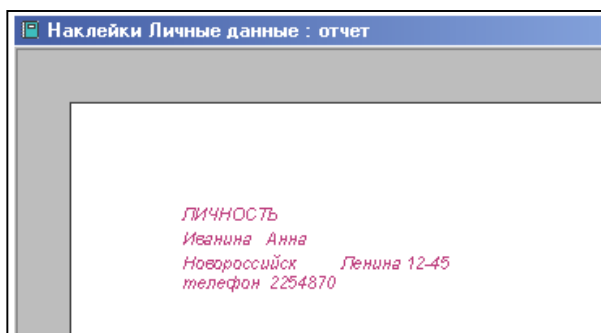 Наклейки Личные данные : отчет
ЛИЧНОСТЬ
Иванина Анна
Новороссийск Ленина 12-45
телефон 2254870